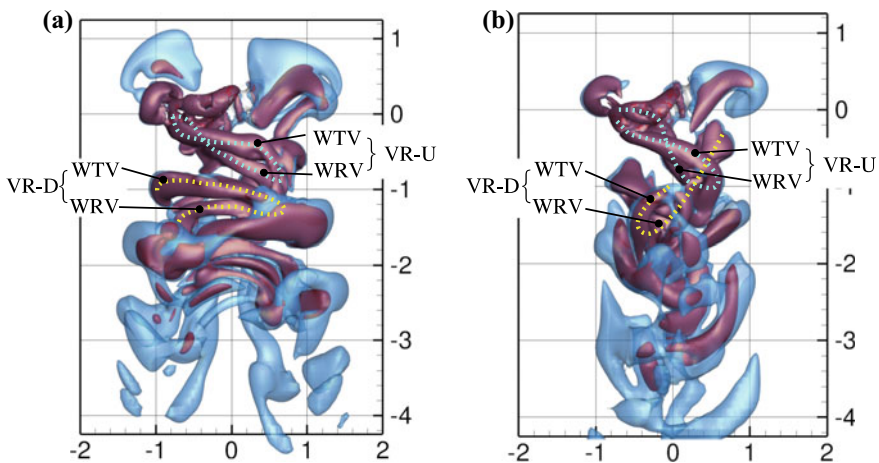 (a)
1
0
-1
-2
-3
-4
-2 -1 0 1 2
WTV
WRV
VR-U
WTV
VR-D
WRV
(b)
1
0
-1
-2
-3
-4
-2 -1 0 1 2
WTV
WRV
VR-U
WTV
VR-D
WRV